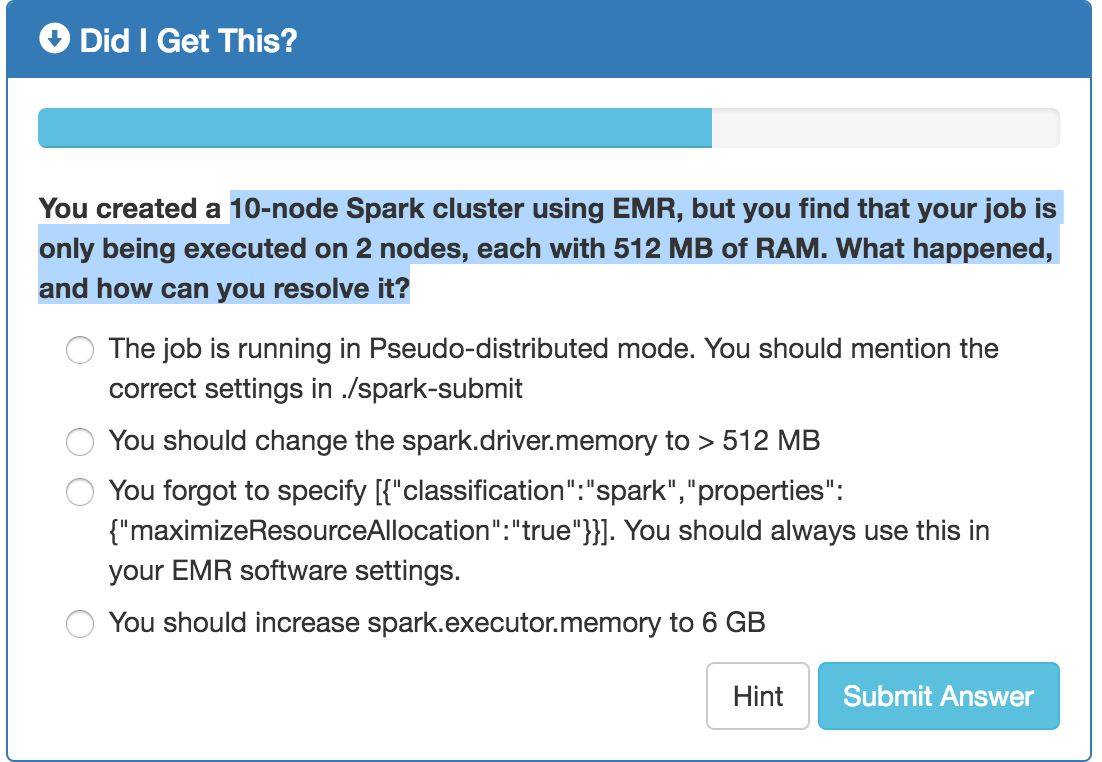 Did I Get This?
You created a 10-node Spark cluster using EMR, but you find that your job is
only being executed on 2 nodes, each with 512 MB of RAM. What happened,
and how can you resolve it?
The job is running in Pseudo-distributed mode. You should mention the
correct settings in ./spark-submit
You should change the spark.driver.memory to > 512 MB
You forgot to specify [{"classification":"spark","properties":
{"maximizeResourceAllocation":"true"}}]. You should always use this in
your EMR software settings.
You should increase spark.executor.memory to 6 GB
Hint
Submit Answer